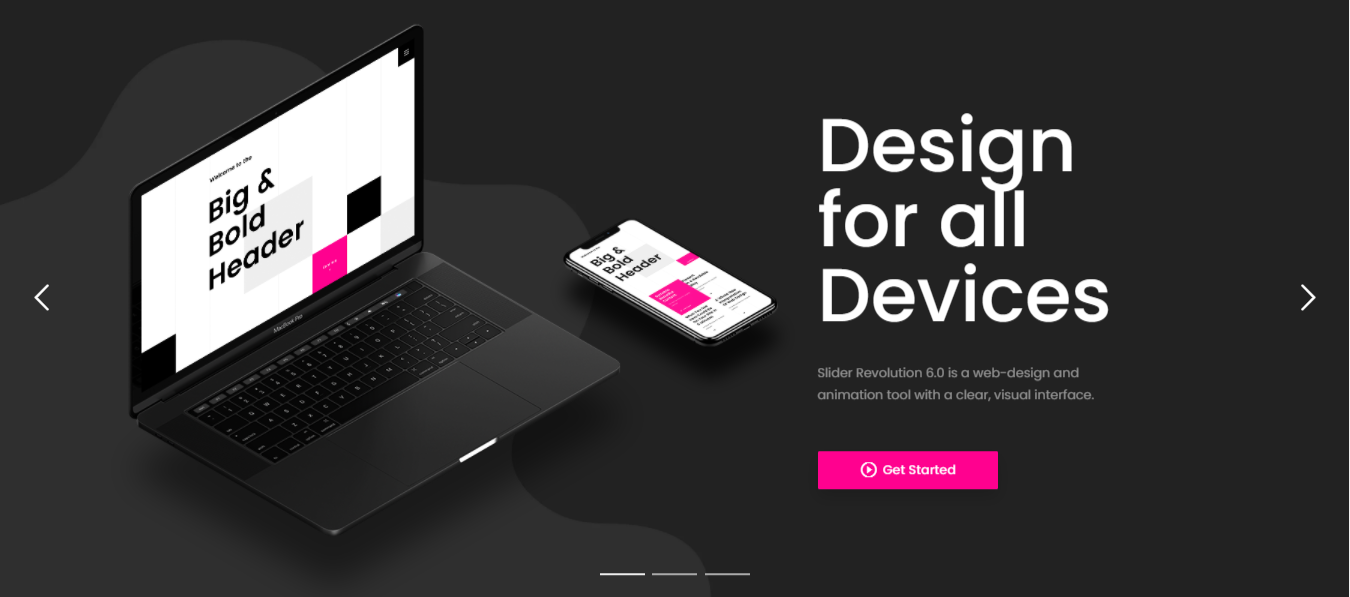 Welcome to the
Big &
Bold
Header
MacBook Pro
Big &
Bold
Header
Design
for all
Devices
Slider Revolution 6.0 is a web-design and
animation tool with a clear, visual interface.
Get Started